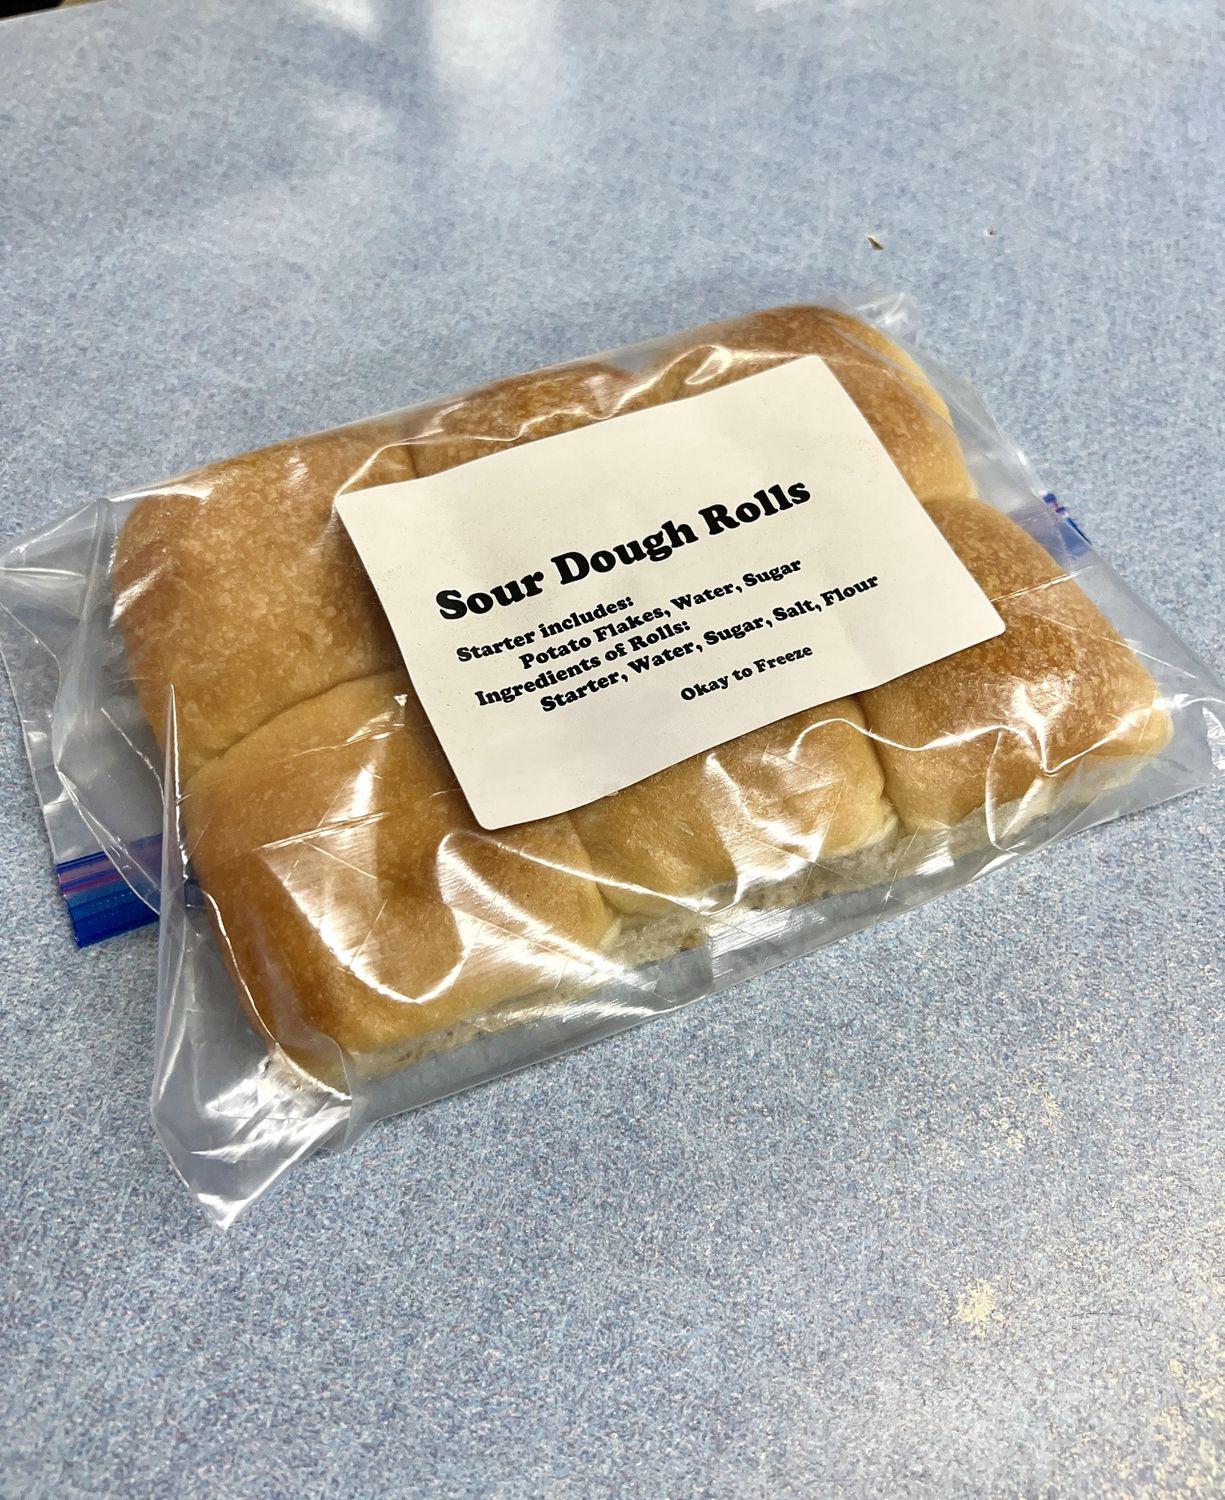 Sour Dough Rolls
Starter includes:
Potato Flakes, Water, Sugar
Ingredients of Rolls:
Starter, Water, Sugar, Salt, Flour
Okay to Freeze